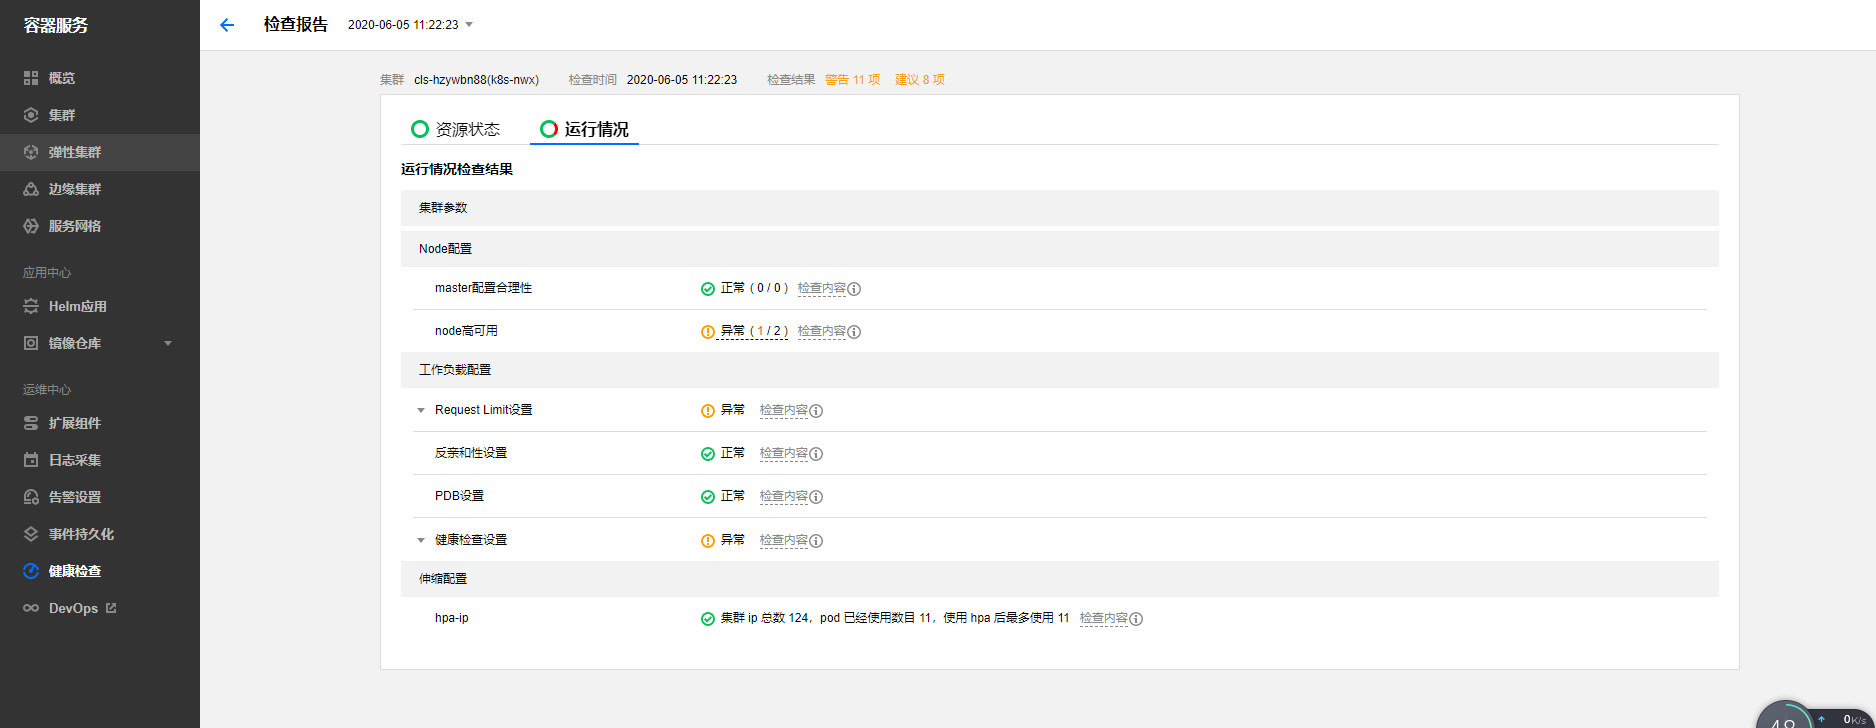 容器服务
概览
集群
弹性集群
边缘集群
服务网格
应用中心
Helm应用
镜像仓库
运维中心
扩展组件
日志采集
告警设置
事件持久化
健康检查
DevOps
检查报告 2020-06-05 11:22:23
集群 cls-hzywbn88(k8s-nwx) 检查时间 2020-06-05 11:22:23 检查结果 警告 11 项 建议 8 项
资源状态 运行情况
运行情况检查结果
集群参数
Node配置
master配置合理性 正常 ( 0 / 0 ) 检查内容
node高可用 异常 ( 1 / 2 ) 检查内容
工作负载配置
Request Limit设置 异常 检查内容
反亲和性设置 正常 检查内容
PDB设置 正常 检查内容
健康检查设置 异常 检查内容
伸缩配置
hpa-ip 集群 ip 总数 124，pod 已经使用数目 11，使用 hpa 后最多使用 11 检查内容
48 0K/s